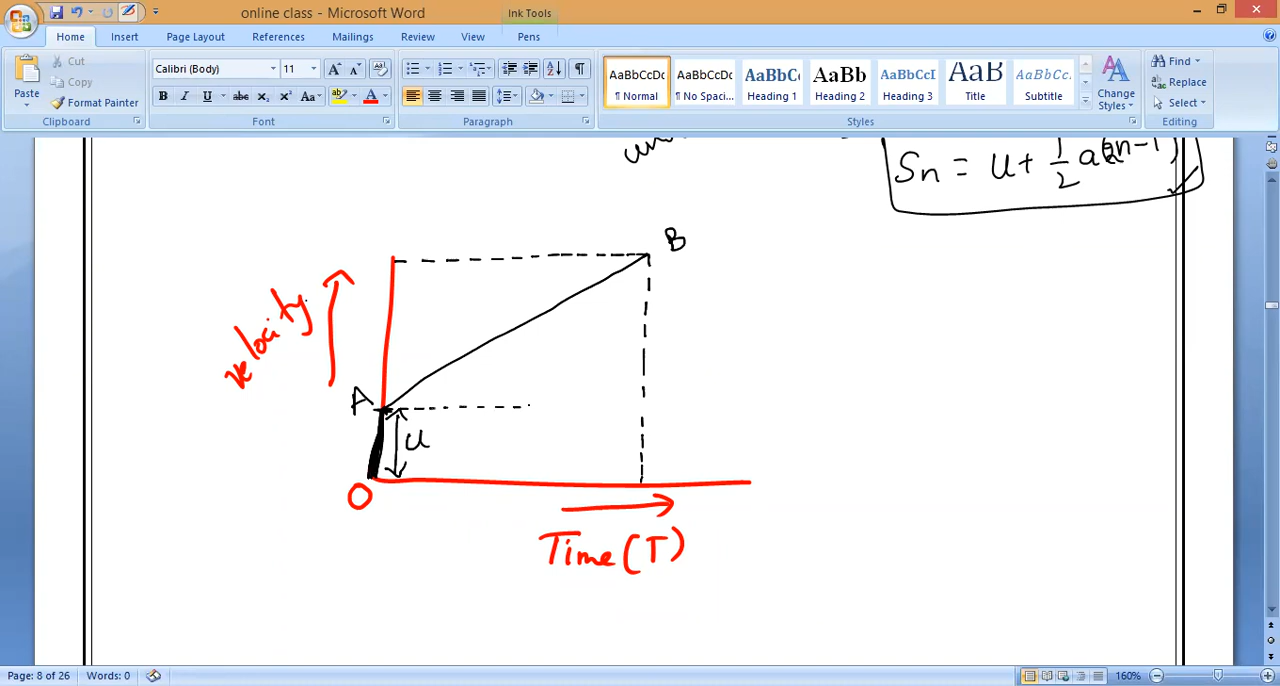 online class - Microsoft Word
Ink Tools
Home Insert Page Layout References Mailings Review View Pens
Paste
Cut
Copy
Format Painter
Clipboard
Calibri (Body) 11
Font
Paragraph
AaBbCcDc AaBbCcDc AaBbCc AaBb AaBbCcI AaB AaBbCc.
¶ Normal ¶ No Spaci... Heading 1 Heading 2 Heading 3 Title Subtitle
Change Styles
Styles
Find
Replace
Select
Editing
Sn = u + 1/2 a(2n-1)
B
velocity
A
u
O
Time (T)
Page: 8 of 26 Words: 0 160%